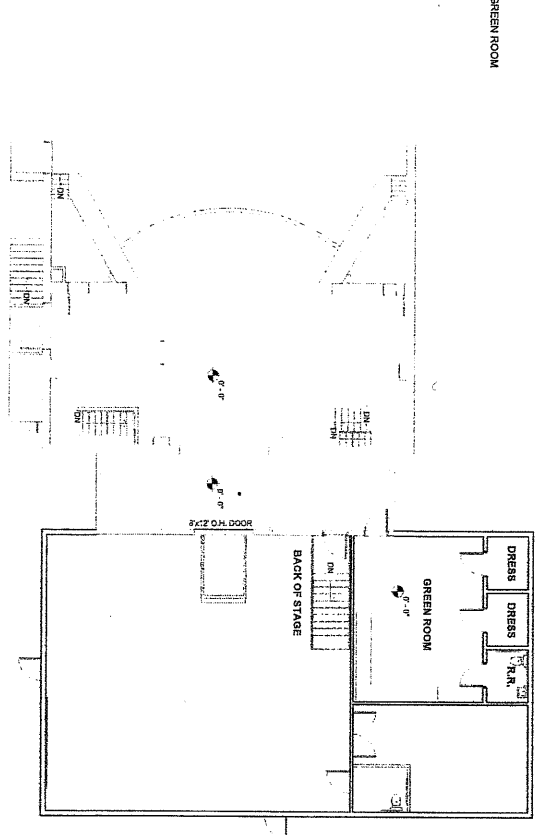 GREEN ROOM
DN
DN
0' - 0"
DN
DN
DN
0' - 0"
8'x12' O.H. DOOR
BACK OF STAGE
DN
GREEN ROOM
0' - 0"
DRESS
DRESS
R.R.